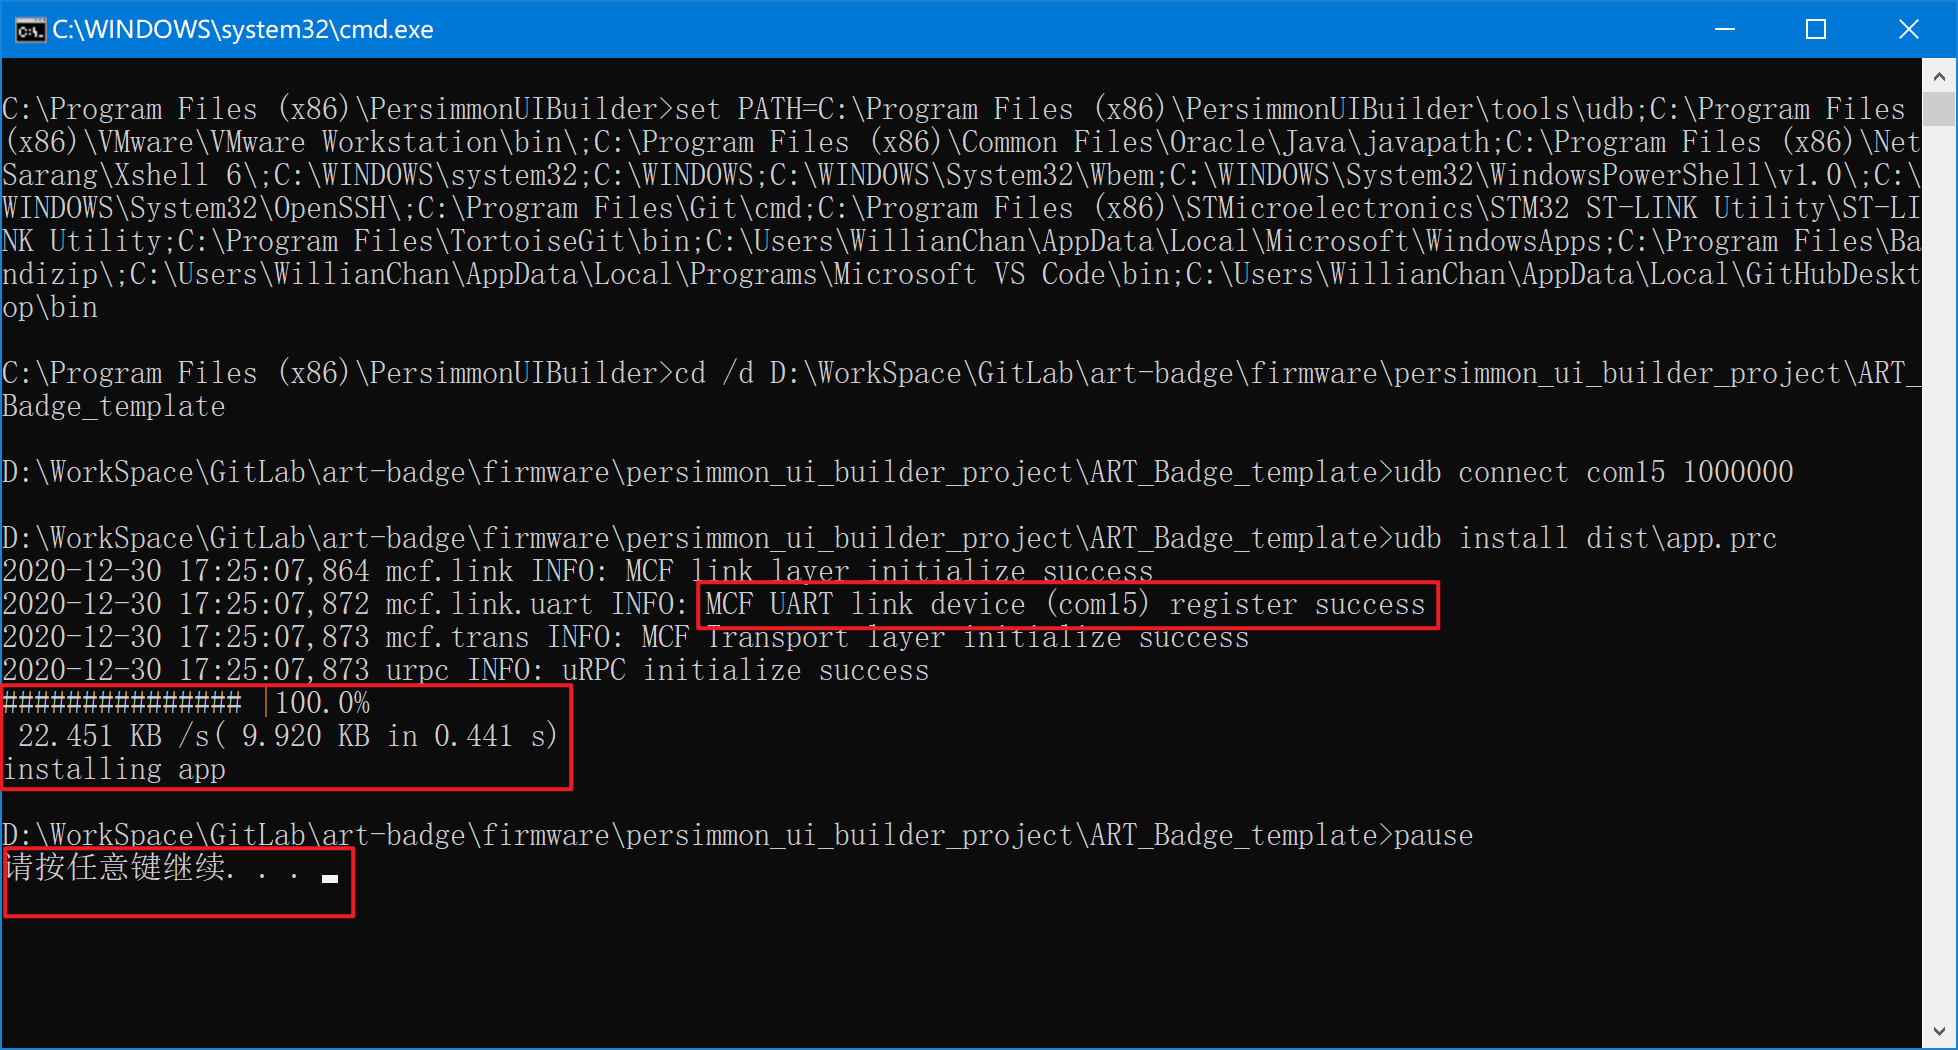 C:\WINDOWS\system32\cmd.exe
C:\Program Files (x86)\PersimmonUIBuilder>set PATH=C:\Program Files (x86)\PersimmonUIBuilder\tools\udb;C:\Program Files
(x86)\VMware\VMware Workstation\bin\;C:\Program Files (x86)\Common Files\Oracle\Java\javapath;C:\Program Files (x86)\Net
Sarang\Xshell 6\;C:\WINDOWS\system32;C:\WINDOWS;C:\WINDOWS\System32\Wbem;C:\WINDOWS\System32\WindowsPowerShell\v1.0\;C:\
WINDOWS\System32\OpenSSH\;C:\Program Files\Git\cmd;C:\Program Files (x86)\STMicroelectronics\STM32 ST-LINK Utility\ST-LI
NK Utility;C:\Program Files\TortoiseGit\bin;C:\Users\WillianChan\AppData\Local\Microsoft\WindowsApps;C:\Program Files\Ba
ndizip\;C:\Users\WillianChan\AppData\Local\Programs\Microsoft VS Code\bin;C:\Users\WillianChan\AppData\Local\GitHubDeskt
op\bin
C:\Program Files (x86)\PersimmonUIBuilder>cd /d D:\WorkSpace\GitLab\art-badge\firmware\persimmon_ui_builder_project\ART_
Badge_template
D:\WorkSpace\GitLab\art-badge\firmware\persimmon_ui_builder_project\ART_Badge_template>udb connect com15 1000000
D:\WorkSpace\GitLab\art-badge\firmware\persimmon_ui_builder_project\ART_Badge_template>udb install dist\app.prc
2020-12-30 17:25:07,864 mcf.link INFO: MCF link layer initialize success
2020-12-30 17:25:07,872 mcf.link.uart INFO: MCF UART link device (com15) register success
2020-12-30 17:25:07,873 mcf.trans INFO: MCF Transport layer initialize success
2020-12-30 17:25:07,873 urpc INFO: uRPC initialize success
############### |100.0%
22.451 KB /s( 9.920 KB in 0.441 s)
installing app
D:\WorkSpace\GitLab\art-badge\firmware\persimmon_ui_builder_project\ART_Badge_template>pause
请按任意键继续. . .